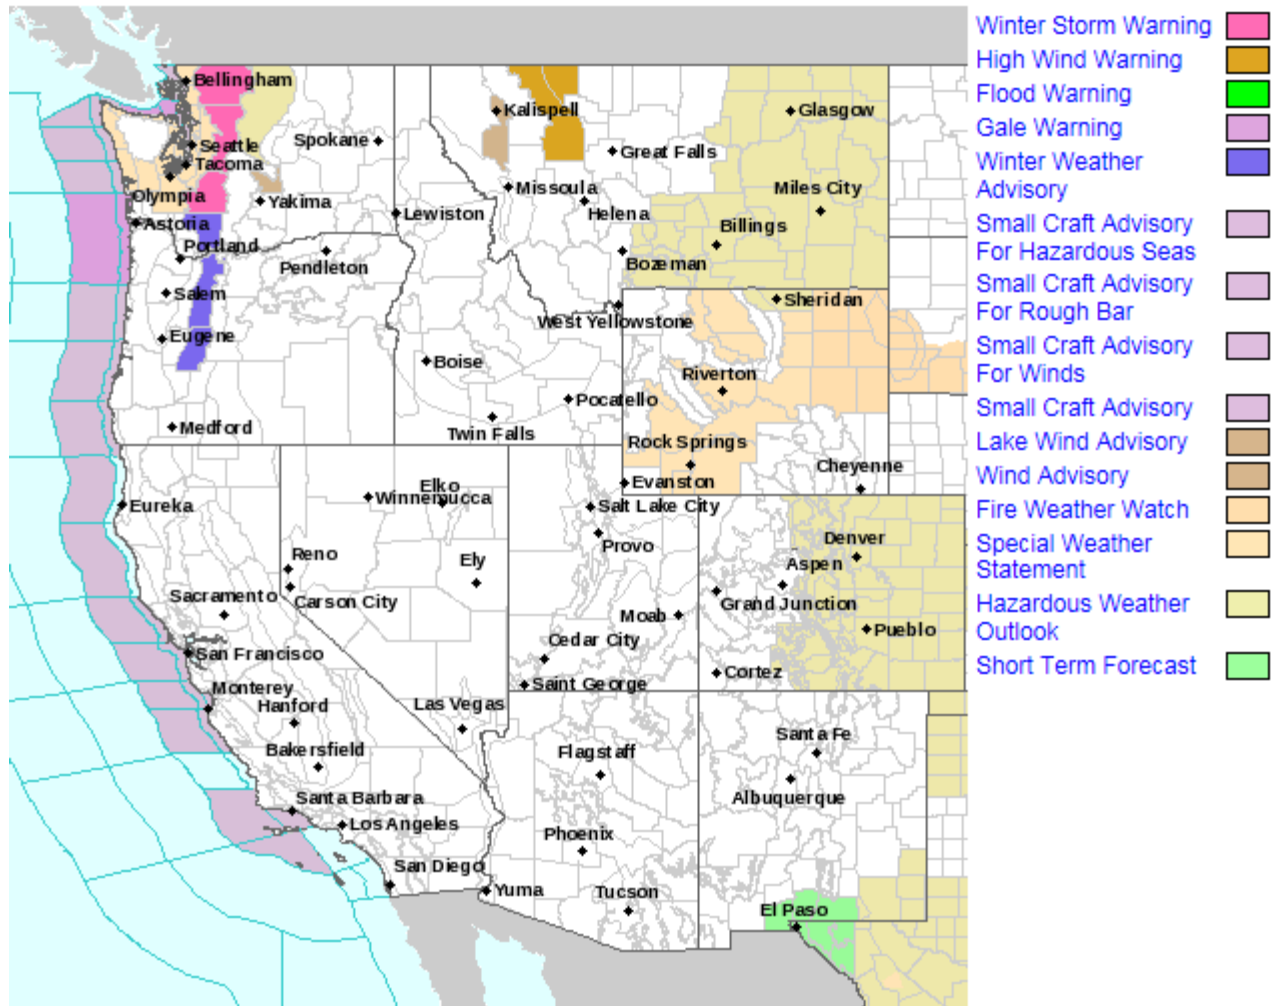 Winter Storm Warning
High Wind Warning
Flood Warning
Gale Warning
Winter Weather
Advisory
Small Craft Advisory
For Hazardous Seas
Small Craft Advisory
For Rough Bar
Small Craft Advisory
For Winds
Small Craft Advisory
Lake Wind Advisory
Wind Advisory
Fire Weather Watch
Special Weather
Statement
Hazardous Weather
Outlook
Short Term Forecast
Bellingham
Seattle
Tacoma
Olympia
Spokane
Yakima
Astoria
Portland
Pendleton
Salem
Eugene
Medford
Lewiston
Kalispell
Great Falls
Glasgow
Missoula
Helena
Miles City
Billings
Bozeman
West Yellowstone
Sheridan
Boise
Pocatello
Twin Falls
Riverton
Rock Springs
Evanston
Cheyenne
Eureka
Elko
Winnemucca
Salt Lake City
Provo
Reno
Carson City
Ely
Sacramento
San Francisco
Monterey
Hanford
Bakersfield
Santa Barbara
Los Angeles
San Diego
Las Vegas
Moab
Cedar City
Saint George
Denver
Aspen
Grand Junction
Pueblo
Cortez
Flagstaff
Phoenix
Yuma
Tucson
Santa Fe
Albuquerque
El Paso